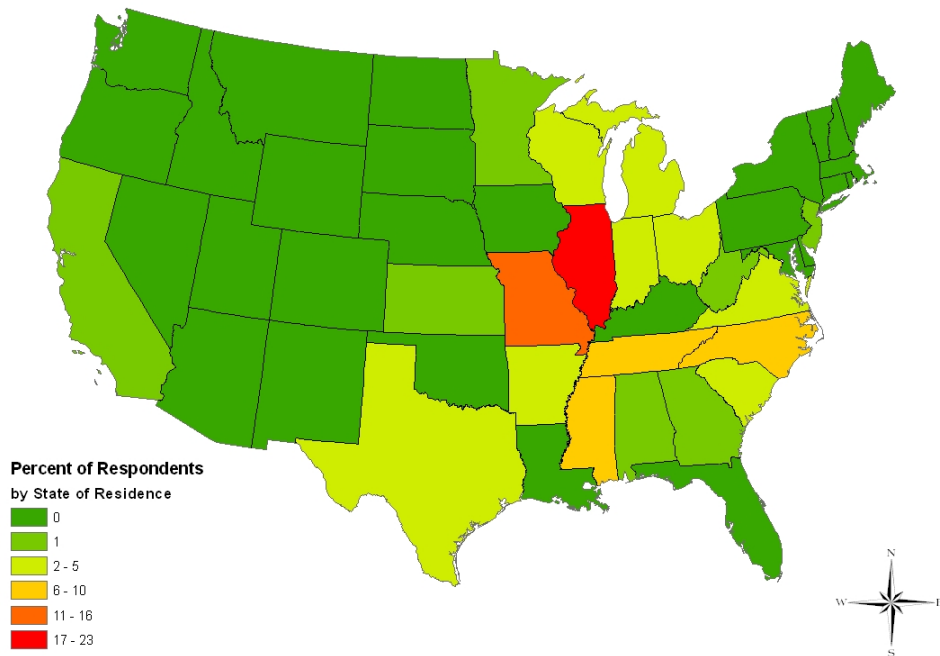 Percent of Respondents
by State of Residence
0
1
2 - 5
6 - 10
11 - 16
17 - 23
N
W
E
S